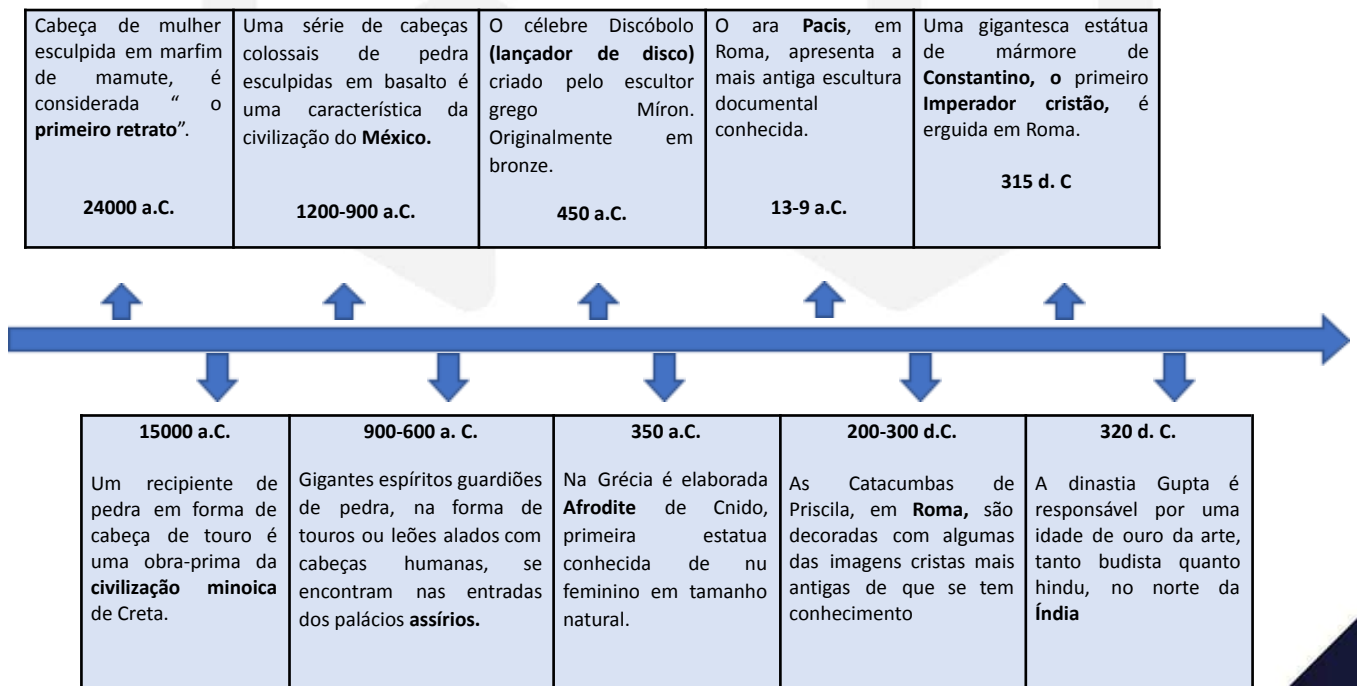 Cabeça de mulher
esculpida em marfim
de mamute, é
considerada “ o
primeiro retrato”.
24000 a.C.
Uma série de cabeças
colossais de pedra
esculpidas em basalto é
uma característica da
civilização do México.
1200-900 a.C.
O célebre Discóbolo
(lançador de disco)
criado pelo escultor
grego Míron.
Originalmente em
bronze.
450 a.C.
O ara Pacis, em
Roma, apresenta a
mais antiga escultura
documental
conhecida.
13-9 a.C.
Uma gigantesca estátua
de mármore de
Constantino, o primeiro
Imperador cristão, é
erguida em Roma.
315 d. C
15000 a.C.
Um recipiente de
pedra em forma de
cabeça de touro é
uma obra-prima da
civilização minoica
de Creta.
900-600 a. C.
Gigantes espíritos guardiões
de pedra, na forma de
touros ou leões alados com
cabeças humanas, se
encontram nas entradas
dos palácios assírios.
350 a.C.
Na Grécia é elaborada
Afrodite de Cnido,
primeira estatua
conhecida de nu
feminino em tamanho
natural.
200-300 d.C.
As Catacumbas de
Priscila, em Roma, são
decoradas com algumas
das imagens cristas mais
antigas de que se tem
conhecimento
320 d. C.
A dinastia Gupta é
responsável por uma
idade de ouro da arte,
tanto budista quanto
hindu, no norte da
Índia